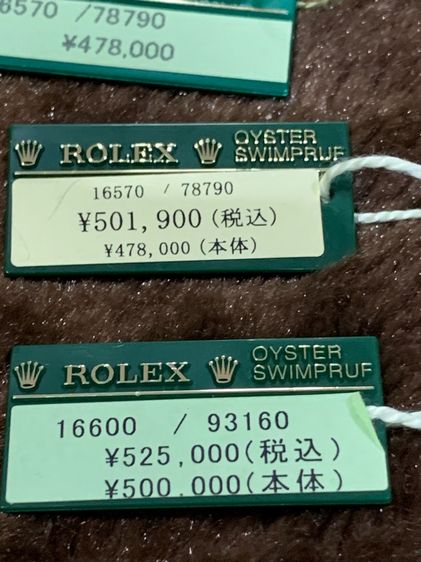 6570 /78790
¥478,000
ROLEX OYSTER SWIMPRUF
16570 / 78790
¥501,900(税込)
¥478,000(本体)
ROLEX OYSTER SWIMPRUF
16600 / 93160
¥525,000(税込)
¥500,000(本体)